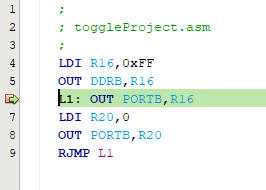 1 ;
2 ; toggleProject.asm
3 ;
4 LDI R16,0xFF
5 OUT DDRB,R16
L1: OUT PORTB,R16
7 LDI R20,0
8 OUT PORTB,R20
9 RJMP L1